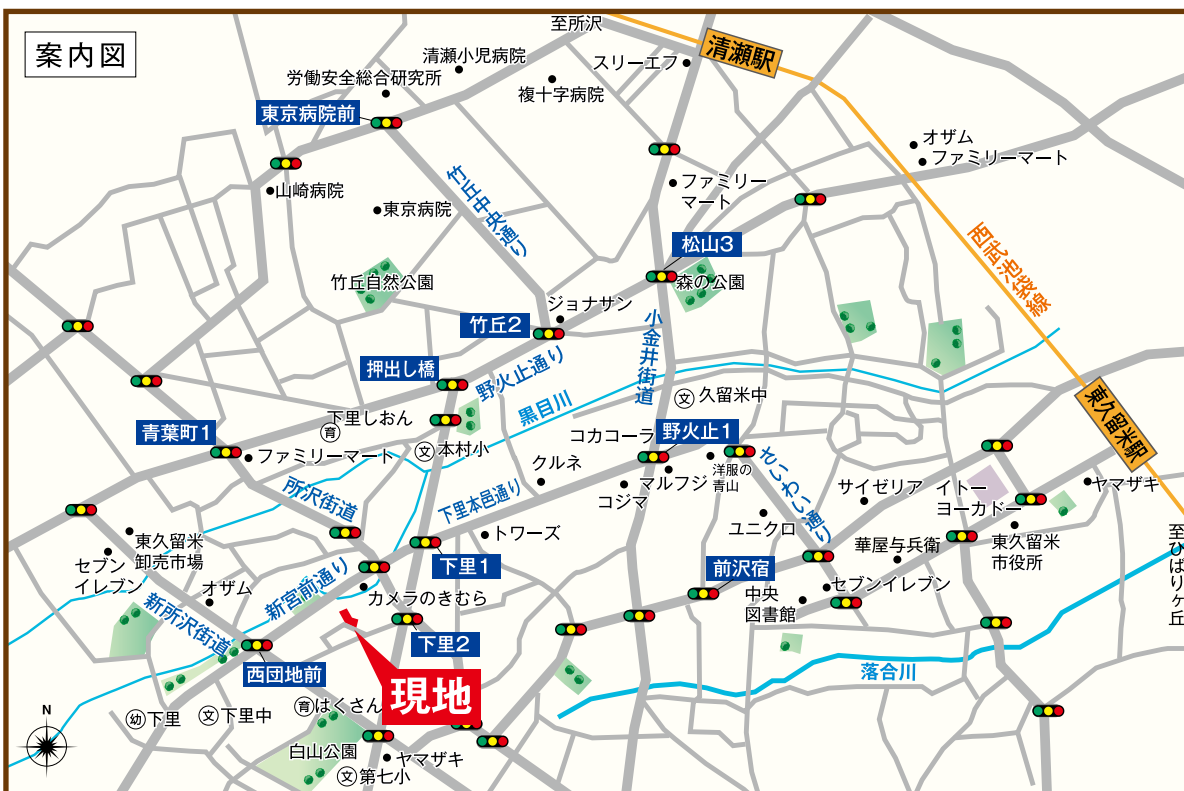 案内図
至所沢
清瀬駅
清瀬小児病院
スリーエフ
労働安全総合研究所
複十字病院
東京病院前
オザム
ファミリーマート
山崎病院
東京病院
竹丘中央通り
ファミリー
マート
松山3
西武池袋線
竹丘自然公園
森の公園
ジョナサン
竹丘2
小金井街道
押出し橋
野火止通り
黒目川
文 久留米中
東久留米駅
下里しおん
育
青葉町1
コカコーラ
野火止1
文 本村小
ファミリーマート
クルネ
マルフジ
洋服の
青山
さいわい通り
コジマ
サイゼリア
イトー
ヨーカドー
ヤマザキ
所沢街道
下里本邑通り
ユニクロ
トワーズ
東久留米
卸売市場
セブン
イレブン
華屋与兵衛
東久留米
市役所
至ひばりヶ丘
下里1
前沢宿
新宮前通り
オザム
カメラのきむら
セブンイレブン
中央
図書館
新所沢街道
下里2
西団地前
落合川
現地
幼 下里
文 下里中
育 はくさん
N
白山公園
ヤマザキ
文 第七小